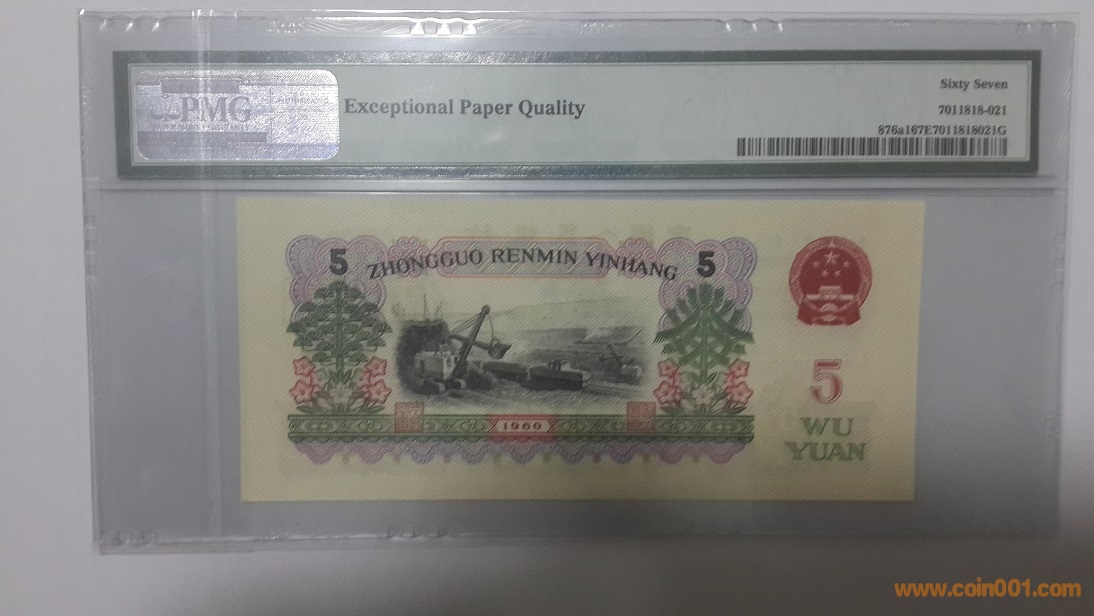 PMG
Exceptional Paper Quality
Sixty Seven
7011818-021
876a167E7011818021G
5
ZHONGGUO RENMIN YINHANG
5
1960
5
WU
YUAN
www.coin001.com